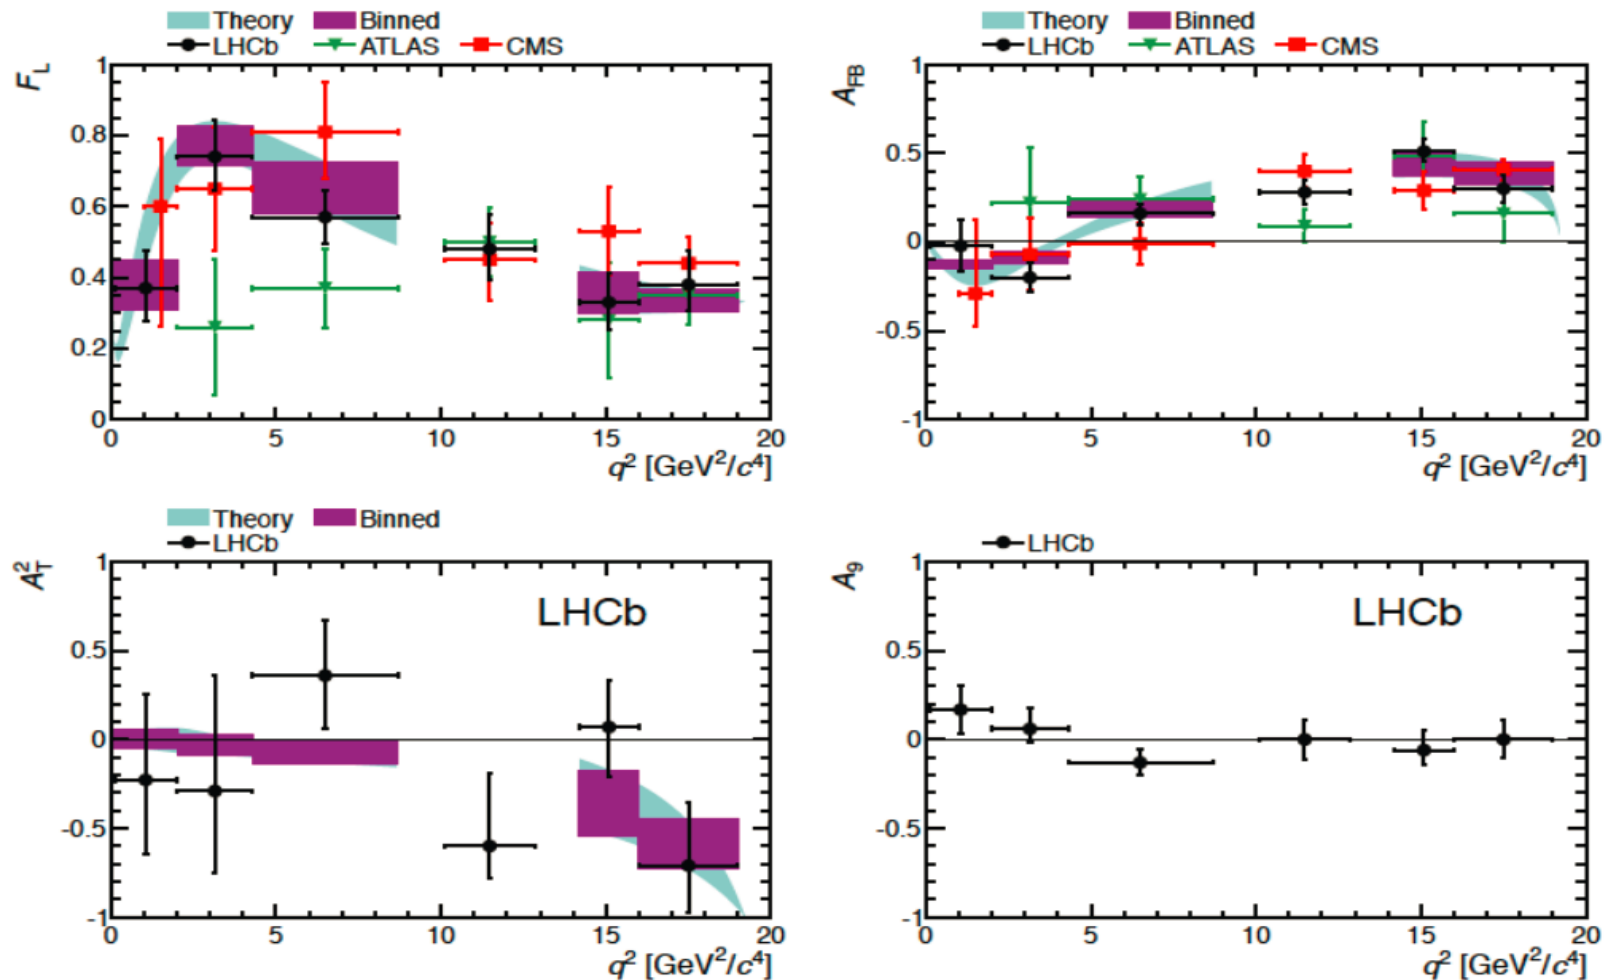 Theory Binned
LHCb ATLAS CMS
F_L
1
0.8
0.6
0.4
0.2
0
0 5 10 15 20
q² [GeV²/c⁴]
Theory Binned
LHCb ATLAS CMS
A_FB
1
0.5
0
-0.5
-1
0 5 10 15 20
q² [GeV²/c⁴]
Theory Binned
LHCb
A_T²
LHCb
1
0.5
0
-0.5
-1
0 5 10 15 20
q² [GeV²/c⁴]
LHCb
A₉
LHCb
1
0.5
0
-0.5
-1
0 5 10 15 20
q² [GeV²/c⁴]